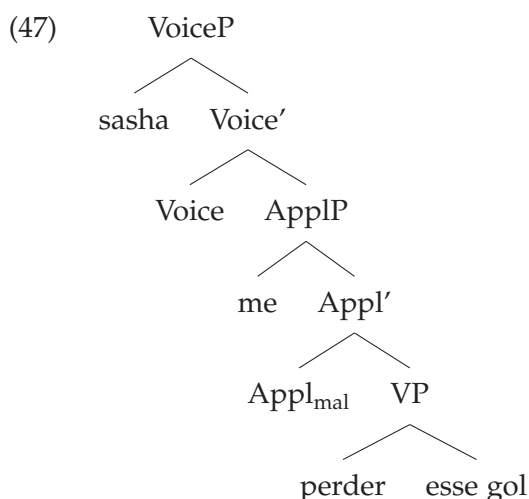 (47) VoiceP
sasha Voice’
Voice ApplP
me Appl’
Applmal VP
perder esse gol